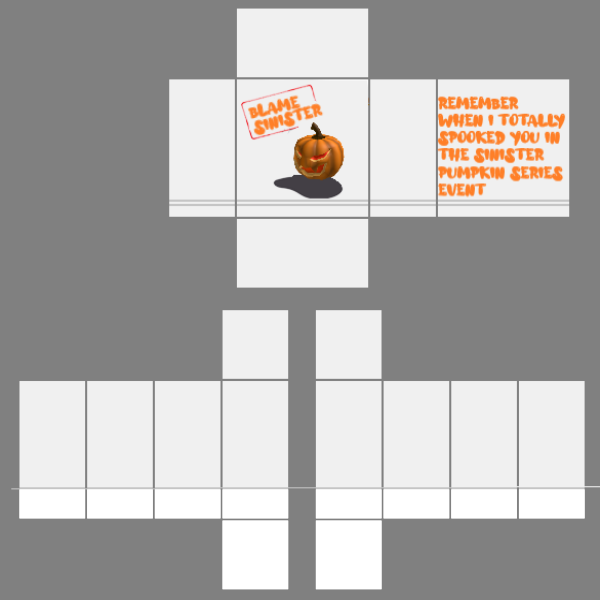 BLAME
SINISTER
REMEMBER
WHEN I TOTALLY
SPOOKED YOU IN
THE SINISTER
PUMPKIN SERIES
EVENT